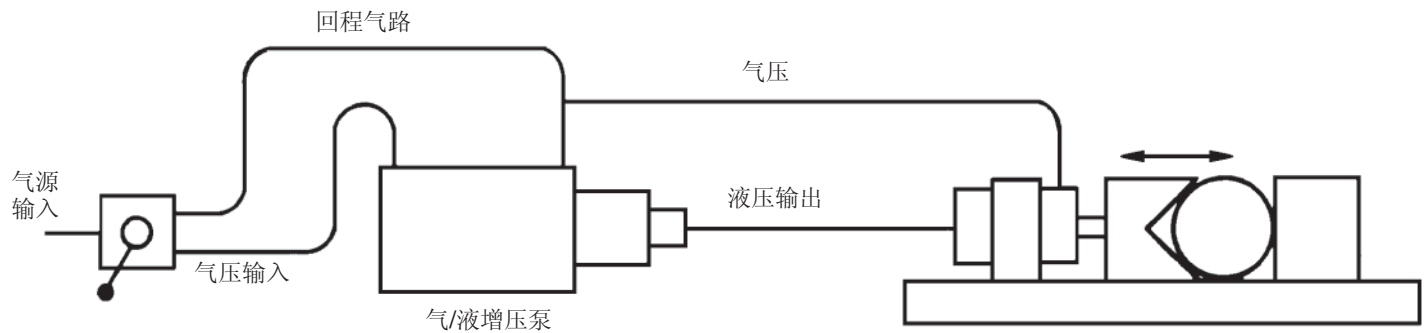 回程气路
气压
气源
输入
液压输出
气压输入
气/液增压泵